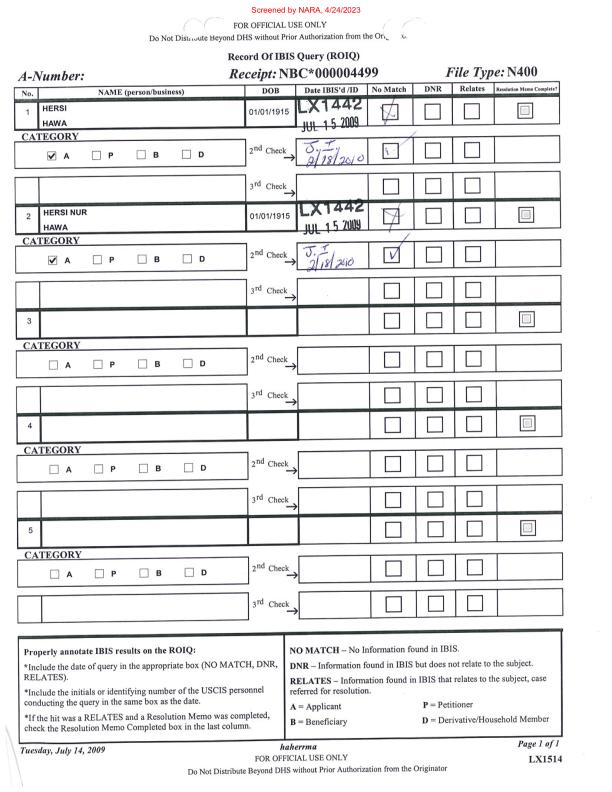 Screened by NARA, 4/24/2023
FOR OFFICIAL USE ONLY
Do Not Distribute Beyond DHS without Prior Authorization from the
Record Of IBIS Query (ROIQ)
A-Number: Receipt: NBC*000004499 File Type: N400
No. NAME (person/business) DOB Date IBIS'd /ID No Match DNR Relates Resolution Memo Complete?
1 HERSI HAWA 01/01/1915 LX1442 JUL 15 2009
CATEGORY
A P B D 2nd Check J.I. 2/18/2010
3rd Check
2 HERSI NUR HAWA 01/01/1915 LX1442 JUL 15 2009
CATEGORY
A P B D 2nd Check J.I. 2/18/2010
3rd Check
3
CATEGORY
A P B D 2nd Check
3rd Check
4
CATEGORY
A P B D 2nd Check
3rd Check
5
CATEGORY
A P B D 2nd Check
3rd Check
Properly annotate IBIS results on the ROIQ:
*Include the date of query in the appropriate box (NO MATCH, DNR,
RELATES).
*Include the initials or identifying number of the USCIS personnel
conducting the query in the same box as the date.
*If the hit was a RELATES and a Resolution Memo was completed,
check the Resolution Memo Completed box in the last column.
NO MATCH – No Information found in IBIS.
DNR – Information found in IBIS but does not relate to the subject.
RELATES – Information found in IBIS that relates to the subject, case
referred for resolution.
A = Applicant P = Petitioner
B = Beneficiary D = Derivative/Household Member
Tuesday, July 14, 2009 haherrma Page 1 of 1
FOR OFFICIAL USE ONLY LX1514
Do Not Distribute Beyond DHS without Prior Authorization from the Originator